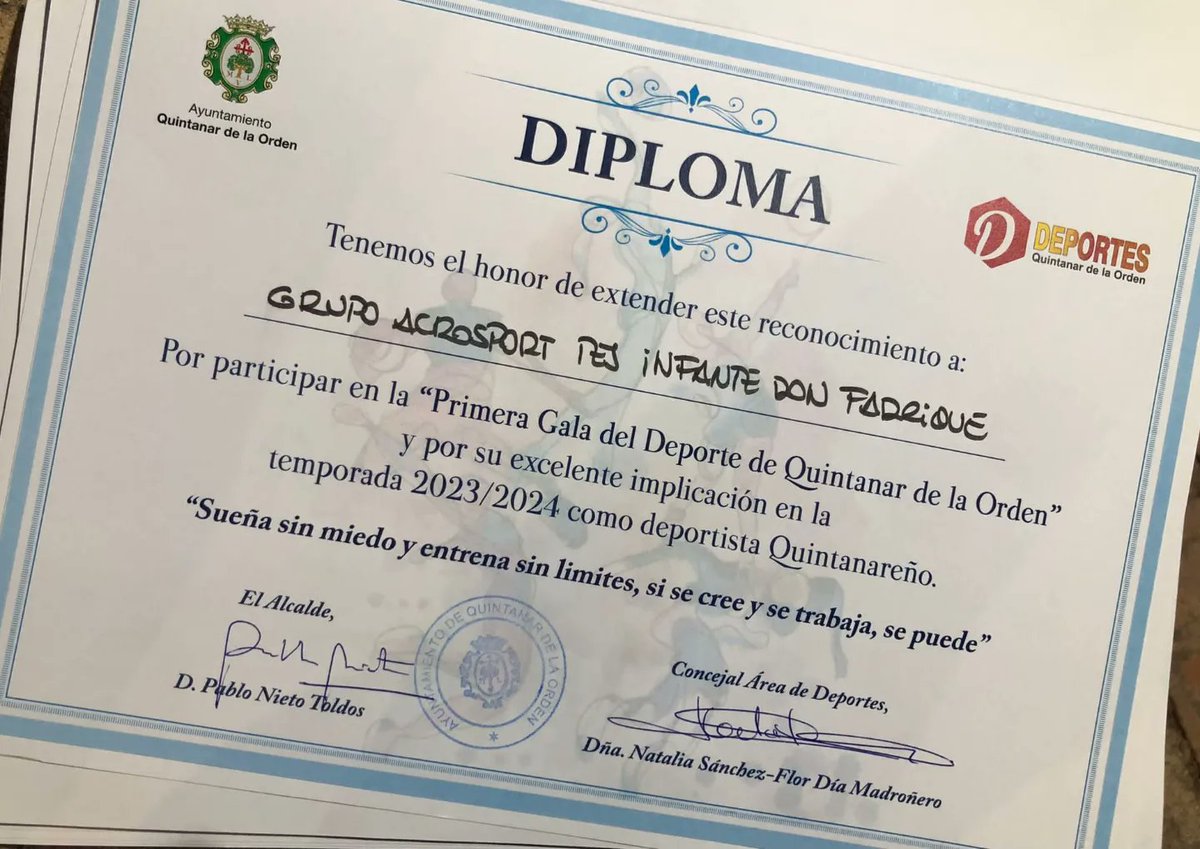 Ayuntamiento
Quintanar de la Orden
DIPLOMA
DEPORTES
Quintanar de la Orden
Tenemos el honor de extender este reconocimiento a:
GRUPO ACROSPORT IES INFANTE DON FADRIQUE
Por participar en la “Primera Gala del Deporte de Quintanar de la Orden”
y por su excelente implicación en la
temporada 2023/2024 como deportista Quintanareño.
“Sueña sin miedo y entrena sin limites, si se cree y se trabaja, se puede”
El Alcalde,
D. Pablo Nieto Toldos
AYUNTAMIENTO DE QUINTANAR DE LA ORDEN
Concejal Área de Deportes,
Dña. Natalia Sánchez-Flor Día Madroñero